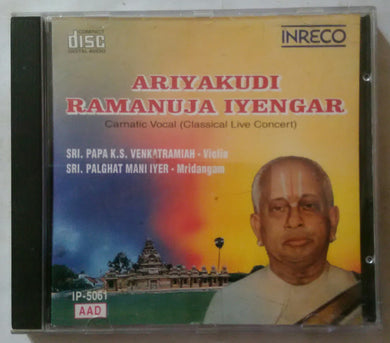 COMPACT
disc
DIGITAL AUDIO
INRECO
ARIYAKUDI
RAMANUJA IYENGAR
Carnatic Vocal (Classical Live Concert)
SRI. PAPA K.S. VENKATRAMIAH - Violin
SRI. PALGHAT MANI IYER - Mridangam
IP-5061
AAD